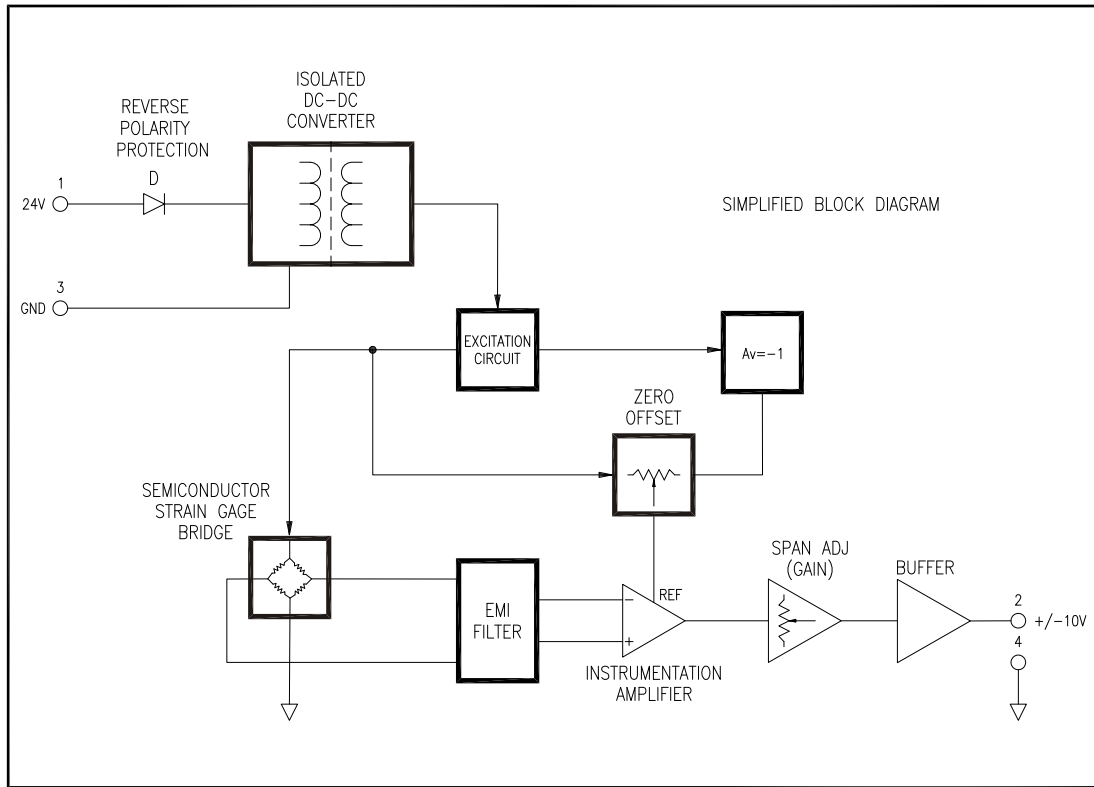 ISOLATED
DC-DC
CONVERTER
REVERSE
POLARITY
PROTECTION
D
1
24V
3
GND
SIMPLIFIED BLOCK DIAGRAM
EXCITATION
CIRCUIT
Av=-1
ZERO
OFFSET
SEMICONDUCTOR
STRAIN GAGE
BRIDGE
EMI
FILTER
REF
-
+
INSTRUMENTATION
AMPLIFIER
SPAN ADJ
(GAIN)
BUFFER
2
+/-10V
4